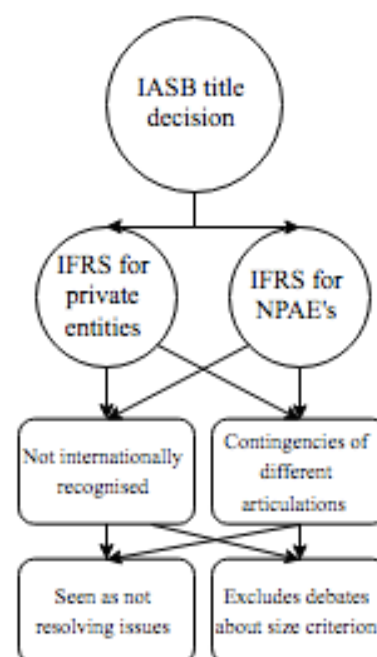 IASB title
decision
IFRS for
private
entities
IFRS for
NPAE's
Not internationally
recognised
Contingencies of
different
articulations
Seen as not
resolving issues
Excludes debates
about size criterion